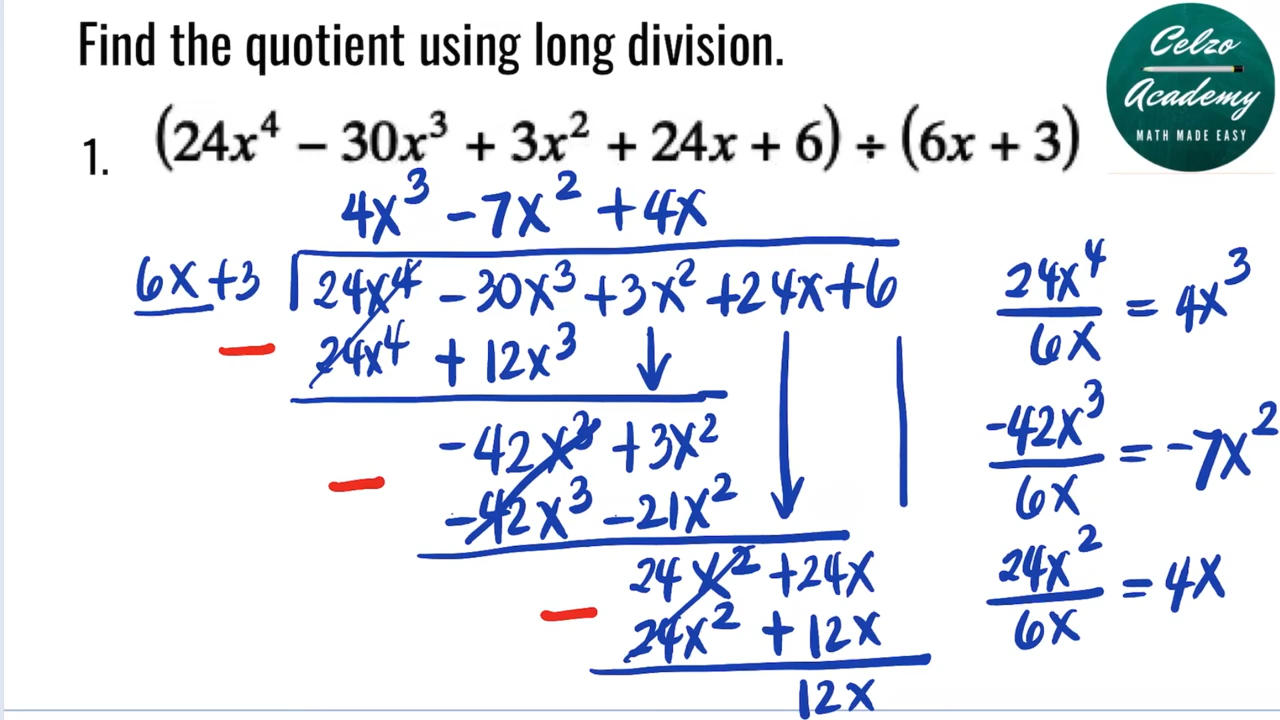 Find the quotient using long division.
Celzo
Academy
MATH MADE EASY
1. (24x⁴ − 30x³ + 3x² + 24x + 6) ÷ (6x + 3)
4x³ − 7x² + 4x
6x + 3 24x⁴ − 30x³ + 3x² + 24x + 6
− 24x⁴ + 12x³
− 42x³ + 3x²
− − 42x³ − 21x²
24x² + 24x
− 24x² + 12x
12x
24x⁴/6x = 4x³
-42x³/6x = -7x²
24x²/6x = 4x